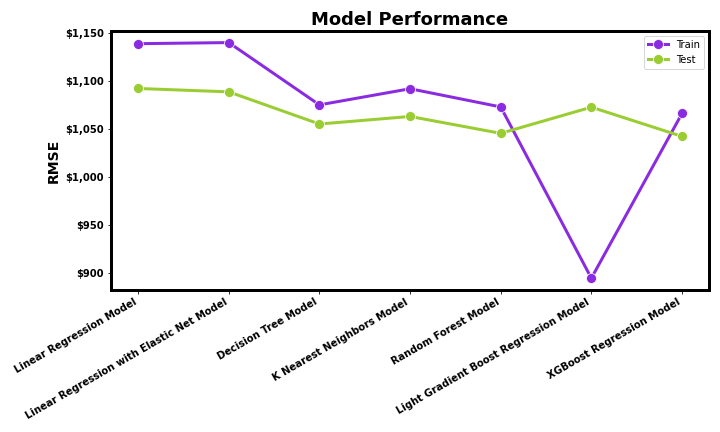 Model Performance
$1,150
$1,100
$1,050
$1,000
$950
$900
RMSE
Train
Test
Linear Regression Model
Linear Regression with Elastic Net Model
Decision Tree Model
K Nearest Neighbors Model
Random Forest Model
Light Gradient Boost Regression Model
XGBoost Regression Model